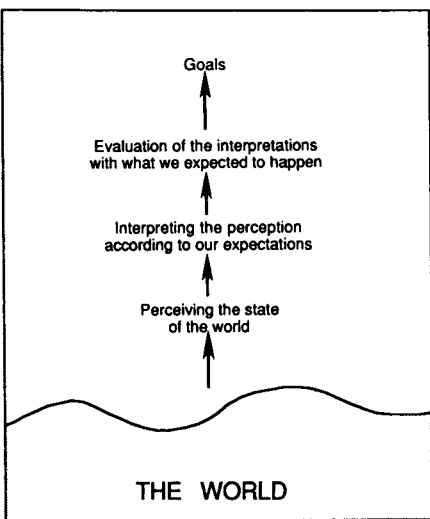 Goals
Evaluation of the interpretations
with what we expected to happen
Interpreting the perception
according to our expectations
Perceiving the state
of the world
THE WORLD